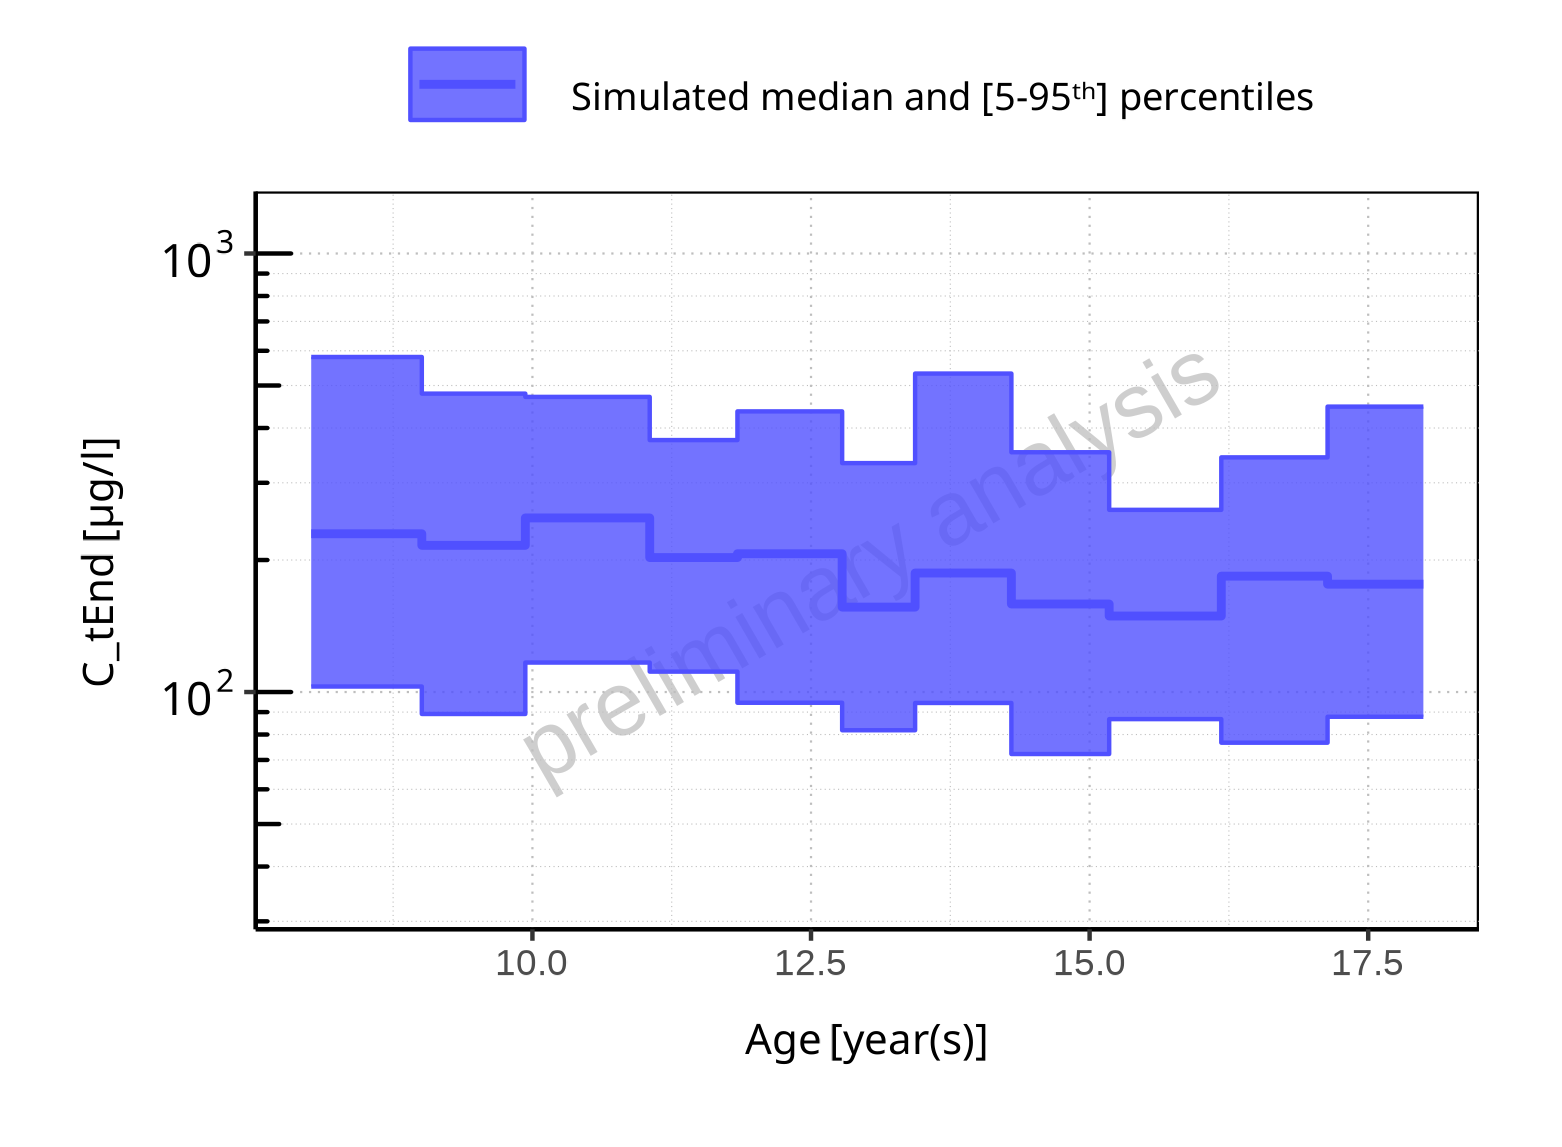 Simulated median and [5-95ᵗʰ] percentiles
10³
10²
C_tEnd [µg/l]
preliminary analysis
10.0 12.5 15.0 17.5
Age [year(s)]